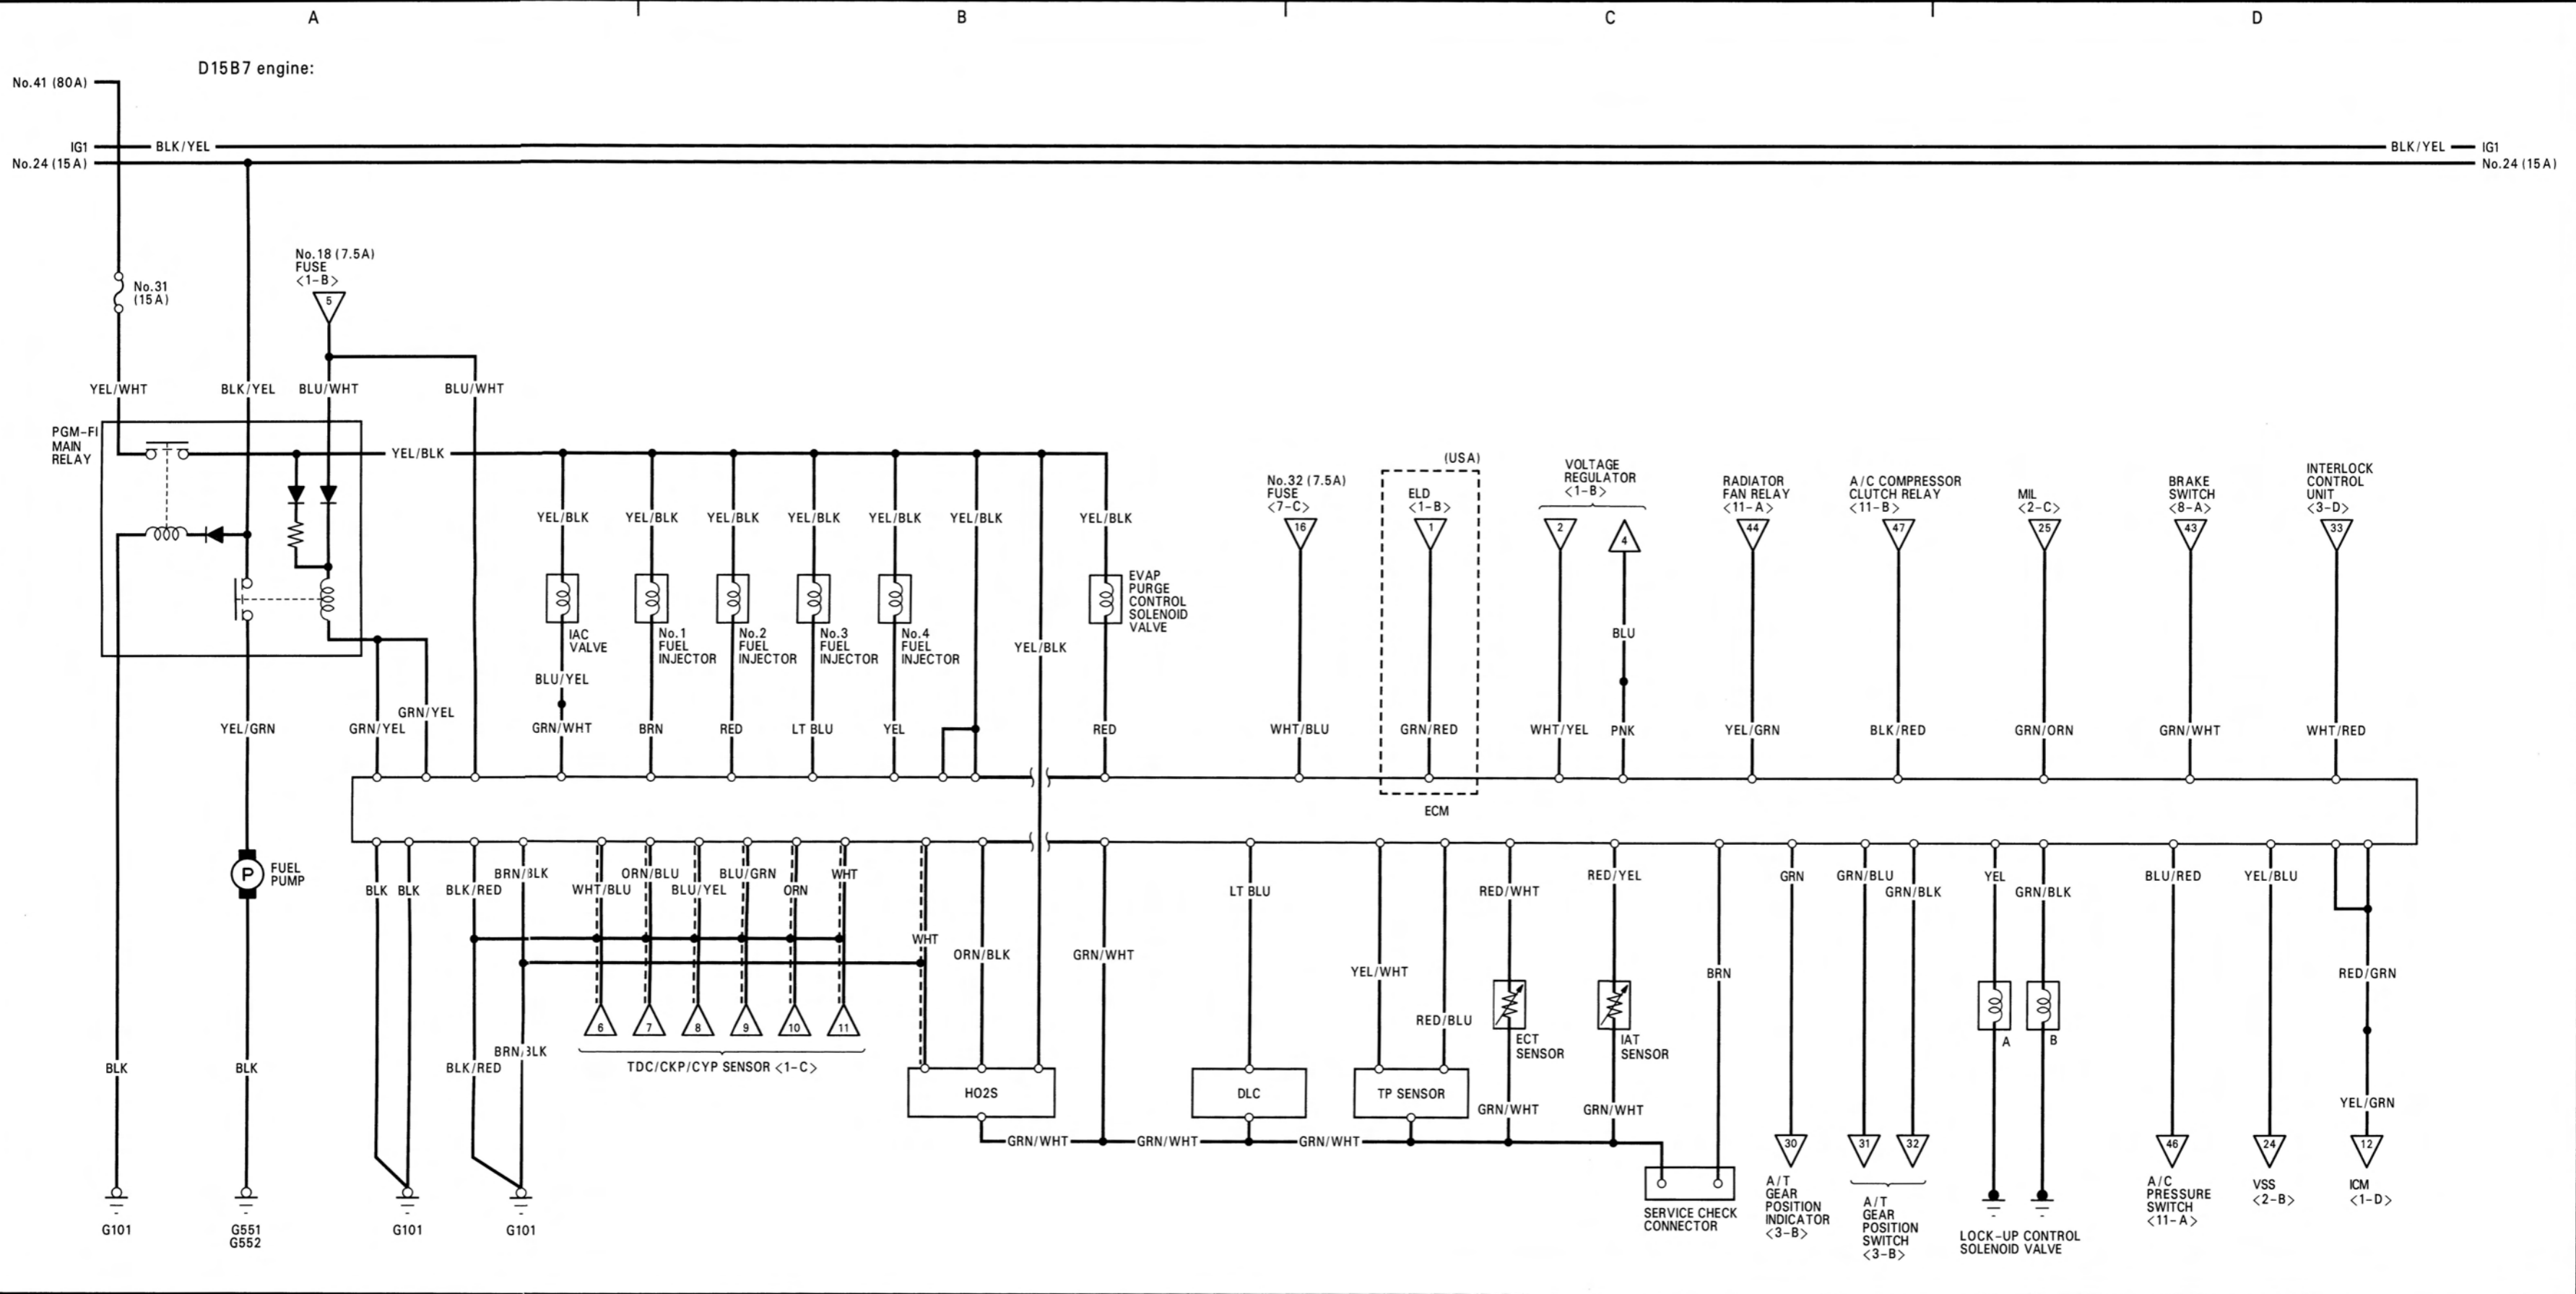 A
B
C
D
D15B7 engine:
No.41 (80A)
IG1
BLK/YEL
BLK/YEL
IG1
No.24 (15A)
No.24 (15A)
No.18 (7.5A)
FUSE
<1-B>
5
No.31
(15A)
YEL/WHT
BLK/YEL
BLU/WHT
BLU/WHT
PGM-FI
MAIN
RELAY
YEL/BLK
YEL/BLK
YEL/BLK
YEL/BLK
YEL/BLK
YEL/BLK
YEL/BLK
YEL/BLK
YEL/BLK
IAC
VALVE
No.1
FUEL
INJECTOR
No.2
FUEL
INJECTOR
No.3
FUEL
INJECTOR
No.4
FUEL
INJECTOR
EVAP
PURGE
CONTROL
SOLENOID
VALVE
No.32 (7.5A)
FUSE
<7-C>
16
(USA)
ELD
<1-B>
1
VOLTAGE
REGULATOR
<1-B>
2
4
RADIATOR
FAN RELAY
<11-A>
44
A/C COMPRESSOR
CLUTCH RELAY
<11-B>
47
MIL
<2-C>
25
BRAKE
SWITCH
<8-A>
43
INTERLOCK
CONTROL
UNIT
<3-D>
33
BLU
BLU/YEL
GRN/YEL
YEL/GRN
GRN/YEL
GRN/WHT
BRN
RED
LT BLU
YEL
RED
WHT/BLU
GRN/RED
WHT/YEL
PNK
YEL/GRN
BLK/RED
GRN/ORN
GRN/WHT
WHT/RED
ECM
P
FUEL
PUMP
BLK
BLK
BLK/RED
BRN/BLK
WHT/BLU
ORN/BLU
BLU/YEL
BLU/GRN
ORN
WHT
WHT
ORN/BLK
GRN/WHT
LT BLU
YEL/WHT
RED/BLU
RED/WHT
RED/YEL
BRN
GRN
GRN/BLU
GRN/BLK
YEL
GRN/BLK
BLU/RED
YEL/BLU
RED/GRN
6
7
8
9
10
11
TDC/CKP/CYP SENSOR <1-C>
BLK
BLK
BLK/RED
BRN/BLK
HO2S
DLC
TP SENSOR
ECT
SENSOR
IAT
SENSOR
A
B
GRN/WHT
GRN/WHT
YEL/GRN
GRN/WHT
GRN/WHT
GRN/WHT
30
31
32
46
24
12
G101
G551
G552
G101
G101
SERVICE CHECK
CONNECTOR
A/T
GEAR
POSITION
INDICATOR
<3-B>
A/T
GEAR
POSITION
SWITCH
<3-B>
LOCK-UP CONTROL
SOLENOID VALVE
A/C
PRESSURE
SWITCH
<11-A>
VSS
<2-B>
ICM
<1-D>